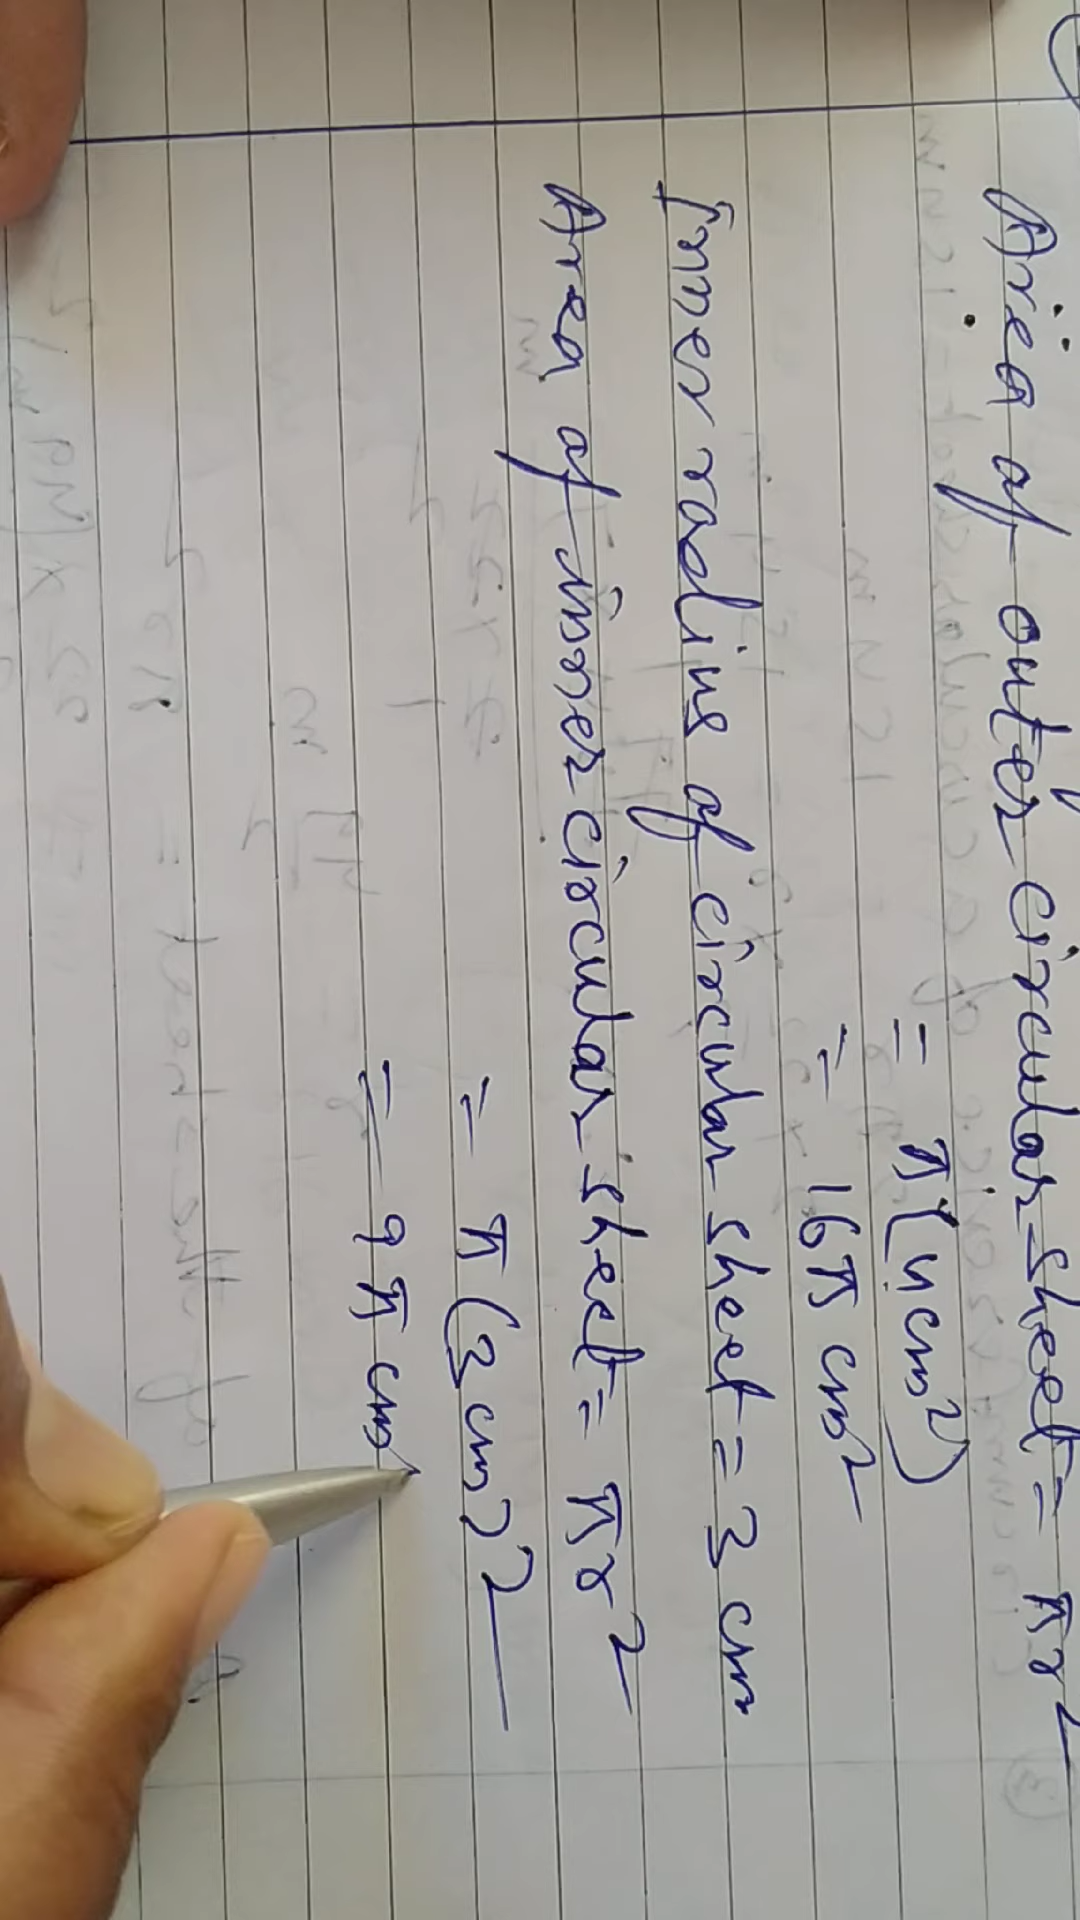 Area of outer circular sheet = πr²
= π(4cm²)
= 16π cm²
Inner radius of circular sheet = 3 cm
Area of inner circular sheet = πr²
= π(3cm)²
= 9π cm